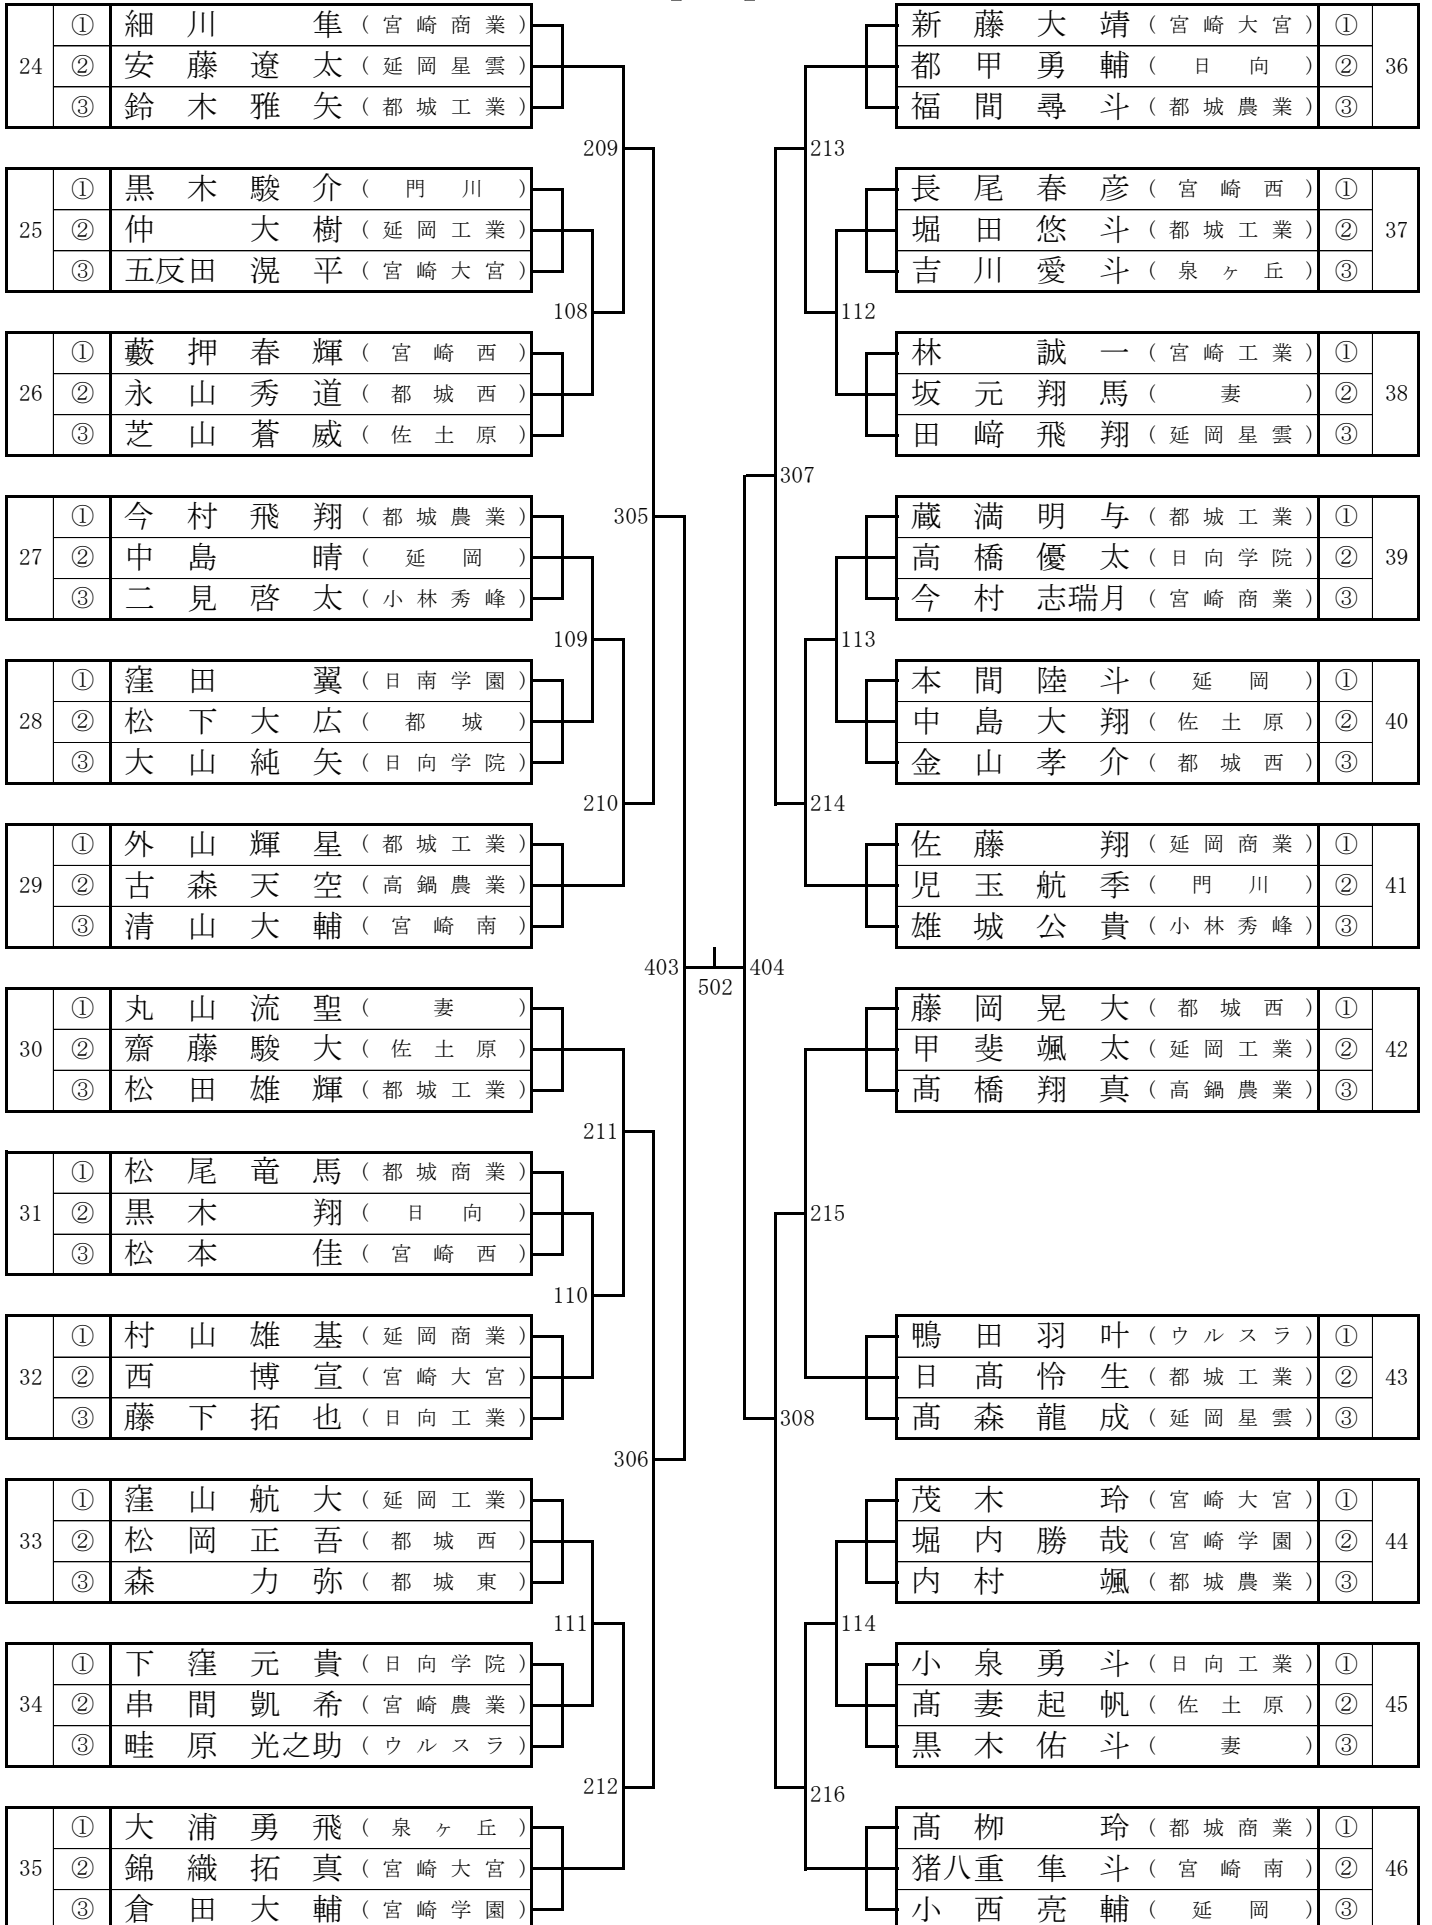 24
① 細川 隼 (宮崎商業)
② 安藤遼太 (延岡星雲)
③ 鈴木雅矢 (都城工業)
209
25
① 黒木駿介 (門川)
② 仲 大樹 (延岡工業)
③ 五反田滉平 (宮崎大宮)
108
26
① 藪押春輝 (宮崎西)
② 永山秀道 (都城西)
③ 芝山蒼威 (佐土原)
27
① 今村飛翔 (都城農業)
② 中島 晴 (延岡)
③ 二見啓太 (小林秀峰)
305
109
28
① 窪田 翼 (日南学園)
② 松下大広 (都城)
③ 大山純矢 (日向学院)
210
29
① 外山輝星 (都城工業)
② 古森天空 (高鍋農業)
③ 清山大輔 (宮崎南)
403
502
404
30
① 丸山流聖 (妻)
② 齋藤駿大 (佐土原)
③ 松田雄輝 (都城工業)
211
31
① 松尾竜馬 (都城商業)
② 黒木 翔 (日向)
③ 松本 佳 (宮崎西)
110
32
① 村山雄基 (延岡商業)
② 西 博宣 (宮崎大宮)
③ 藤下拓也 (日向工業)
306
33
① 窪山航大 (延岡工業)
② 松岡正吾 (都城西)
③ 森 力弥 (都城東)
111
34
① 下窪元貴 (日向学院)
② 串間凱希 (宮崎農業)
③ 畦原光之助 (ウルスラ)
212
35
① 大浦勇飛 (泉ヶ丘)
② 錦織拓真 (宮崎大宮)
③ 倉田大輔 (宮崎学園)
新藤大靖 (宮崎大宮) ①
都甲勇輔 (日向) ②
福間尋斗 (都城農業) ③
36
213
長尾春彦 (宮崎西) ①
堀田悠斗 (都城工業) ②
吉川愛斗 (泉ヶ丘) ③
37
112
林 誠一 (宮崎工業) ①
坂元翔馬 (妻) ②
田﨑飛翔 (延岡星雲) ③
38
307
蔵満明与 (都城工業) ①
高橋優太 (日向学院) ②
今村志瑞月 (宮崎商業) ③
39
113
本間陸斗 (延岡) ①
中島大翔 (佐土原) ②
金山孝介 (都城西) ③
40
214
佐藤 翔 (延岡商業) ①
児玉航季 (門川) ②
雄城公貴 (小林秀峰) ③
41
藤岡晃大 (都城西) ①
甲斐颯太 (延岡工業) ②
髙橋翔真 (高鍋農業) ③
42
215
鴨田羽叶 (ウルスラ) ①
日髙怜生 (都城工業) ②
髙森龍成 (延岡星雲) ③
43
308
茂木 玲 (宮崎大宮) ①
堀内勝哉 (宮崎学園) ②
内村 颯 (都城農業) ③
44
114
小泉勇斗 (日向工業) ①
髙妻起帆 (佐土原) ②
黒木佑斗 (妻) ③
45
216
髙栁 玲 (都城商業) ①
猪八重隼斗 (宮崎南) ②
小西亮輔 (延岡) ③
46